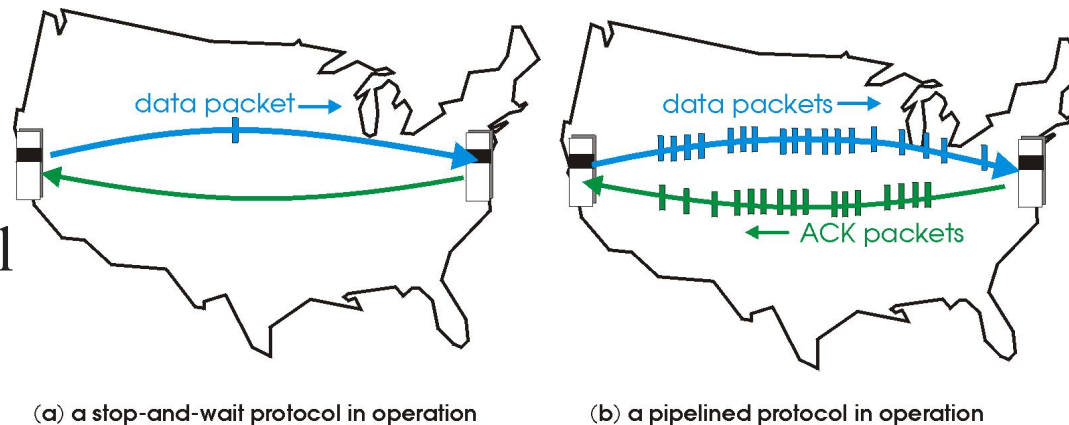 data packet
l
(a) a stop-and-wait protocol in operation
data packets
ACK packets
(b) a pipelined protocol in operation